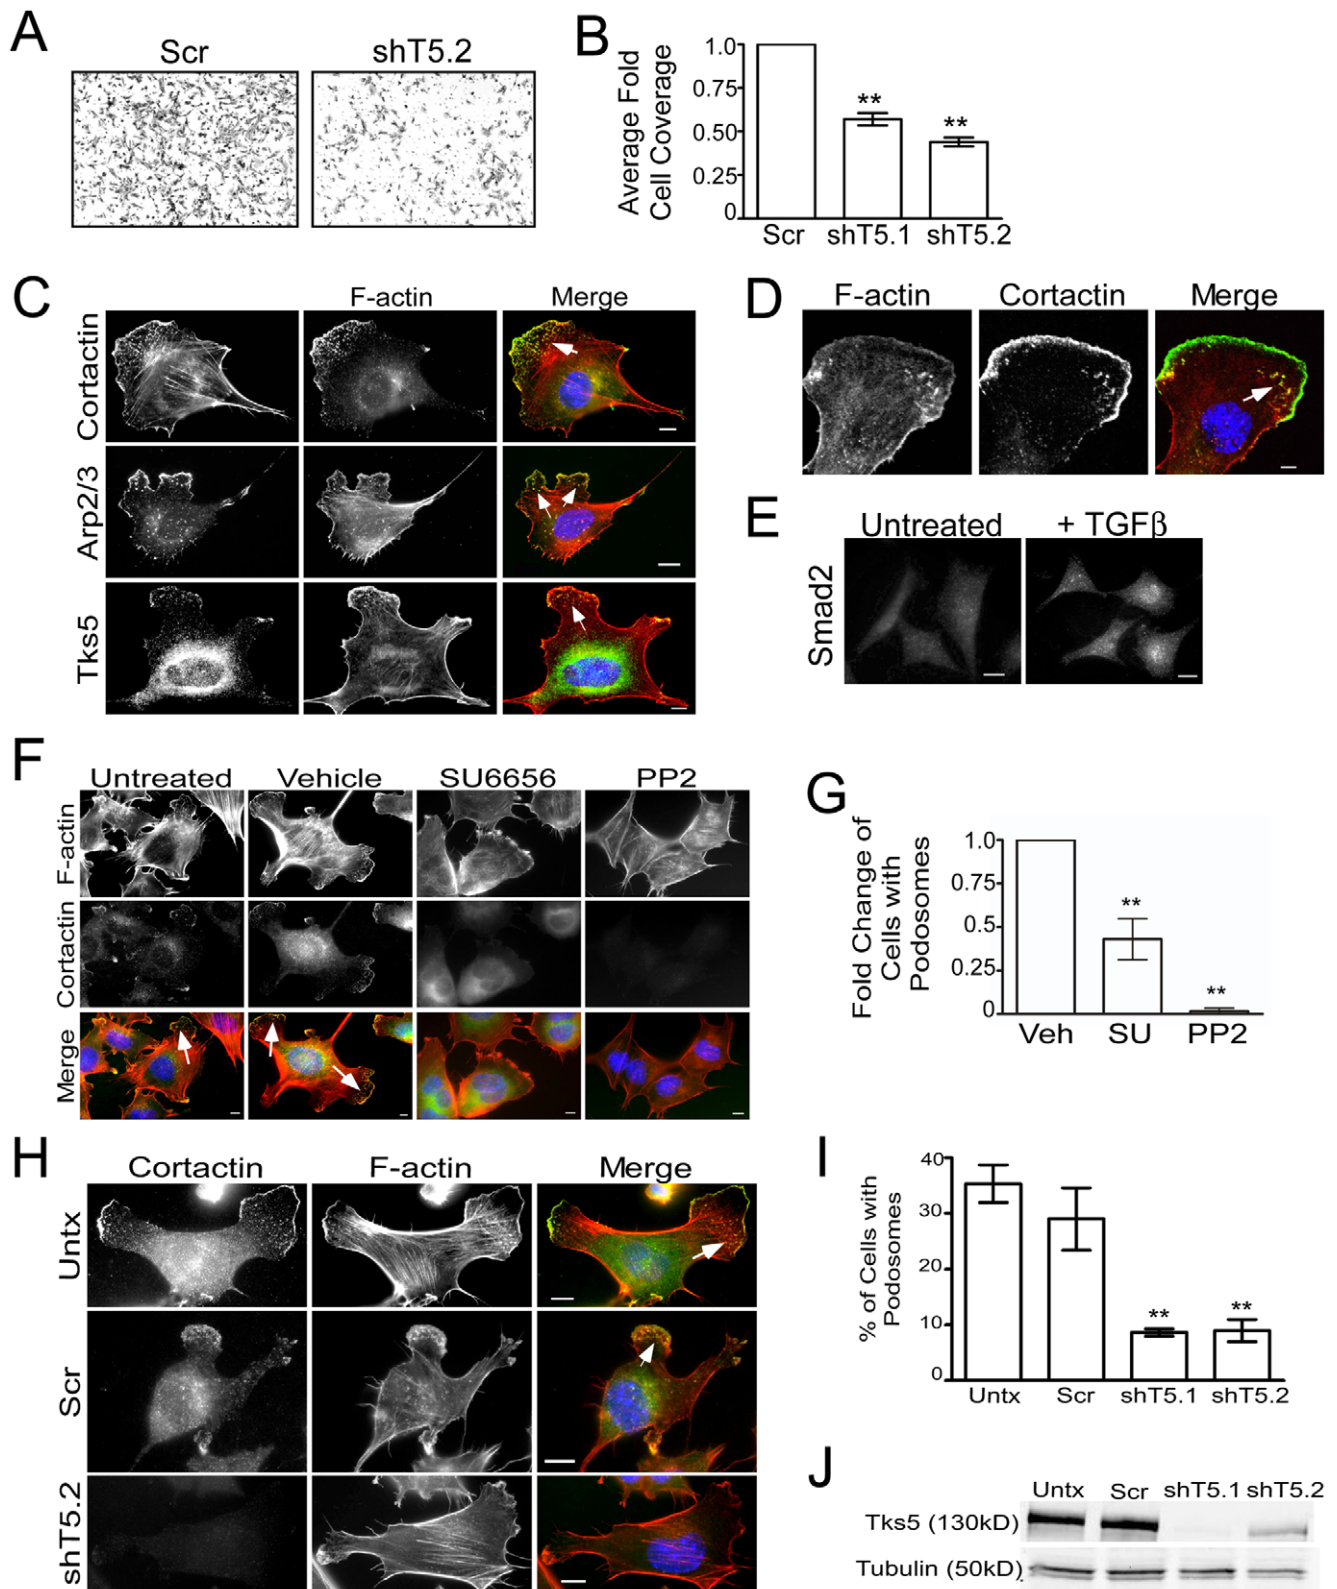 A
Scr
shT5.2
B
Average Fold
Cell Coverage
1.0
0.75
0.50
0.25
0
**
**
Scr
shT5.1
shT5.2
C
F-actin
Merge
Cortactin
Arp2/3
Tks5
D
F-actin
Cortactin
Merge
E
Untreated
+ TGFβ
Smad2
F
Untreated
Vehicle
SU6656
PP2
F-actin
Cortactin
Merge
G
Fold Change of
Cells with
Podosomes
1.0
0.75
0.5
0.25
0
**
**
Veh
SU
PP2
H
Cortactin
F-actin
Merge
Untx
Scr
shT5.2
I
% of Cells with
Podosomes
40
30
20
10
0
**
**
Untx
Scr
shT5.1
shT5.2
J
Untx
Scr
shT5.1
shT5.2
Tks5 (130kD)
Tubulin (50kD)